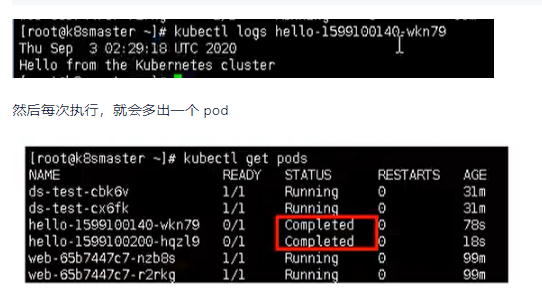 [root@k8smaster ~]# kubectl logs hello-1599100140-wkn79
Thu Sep  3 02:29:18 UTC 2020
Hello from the Kubernetes cluster
然后每次执行，就会多出一个 pod
[root@k8smaster ~]# kubectl get pods
NAME READY STATUS RESTARTS AGE
ds-test-cbk6v 1/1 Running 0 31m
ds-test-cx6fk 1/1 Running 0 31m
hello-1599100140-wkn79 0/1 Completed 0 78s
hello-1599100200-hqzl9 0/1 Completed 0 18s
web-65b7447c7-nzb8s 1/1 Running 0 99m
web-65b7447c7-r2rkg 1/1 Running 0 99m